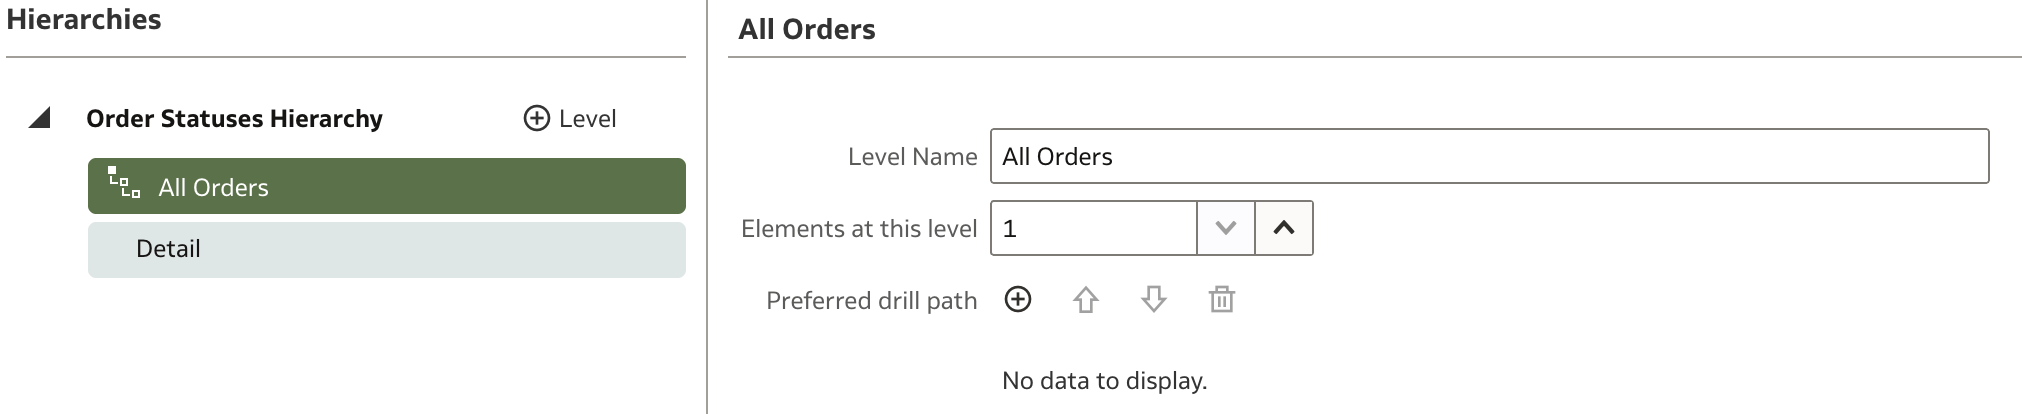 Hierarchies
Order Statuses Hierarchy
Level
All Orders
Detail
All Orders
Level Name
All Orders
Elements at this level
1
Preferred drill path
No data to display.